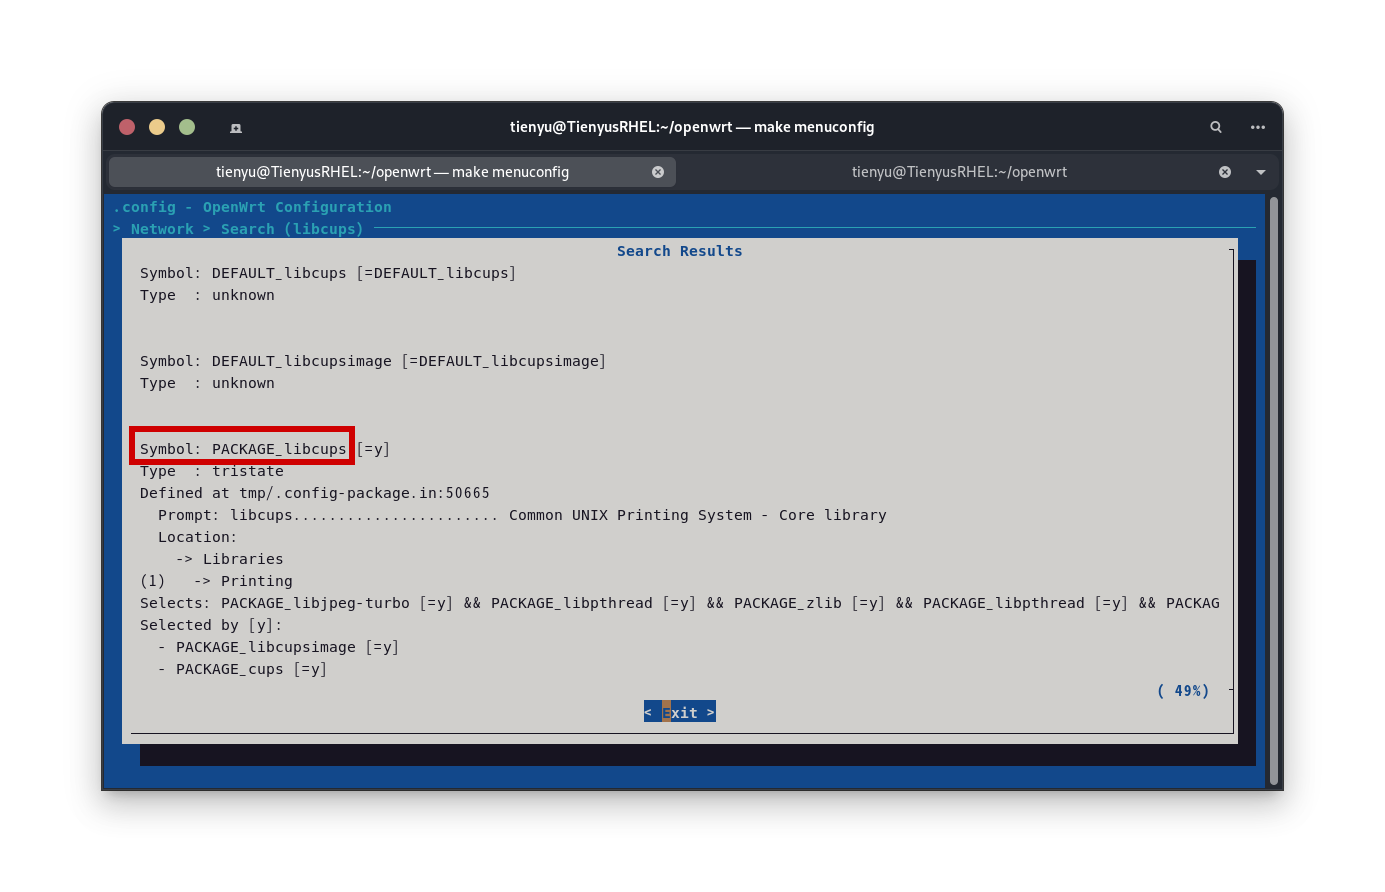 tienyu@TienyusRHEL:~/openwrt — make menuconfig
tienyu@TienyusRHEL:~/openwrt — make menuconfig
tienyu@TienyusRHEL:~/openwrt
.config - OpenWrt Configuration
> Network > Search (libcups)
Search Results
Symbol: DEFAULT_libcups [=DEFAULT_libcups]
Type  : unknown
Symbol: DEFAULT_libcupsimage [=DEFAULT_libcupsimage]
Type  : unknown
Symbol: PACKAGE_libcups [=y]
Type  : tristate
Defined at tmp/.config-package.in:50665
  Prompt: libcups....................... Common UNIX Printing System - Core library
  Location:
    -> Libraries
(1)   -> Printing
Selects: PACKAGE_libjpeg-turbo [=y] && PACKAGE_libpthread [=y] && PACKAGE_zlib [=y] && PACKAGE_libpthread [=y] && PACKAG
Selected by [y]:
  - PACKAGE_libcupsimage [=y]
  - PACKAGE_cups [=y]
( 49%)
< Exit >